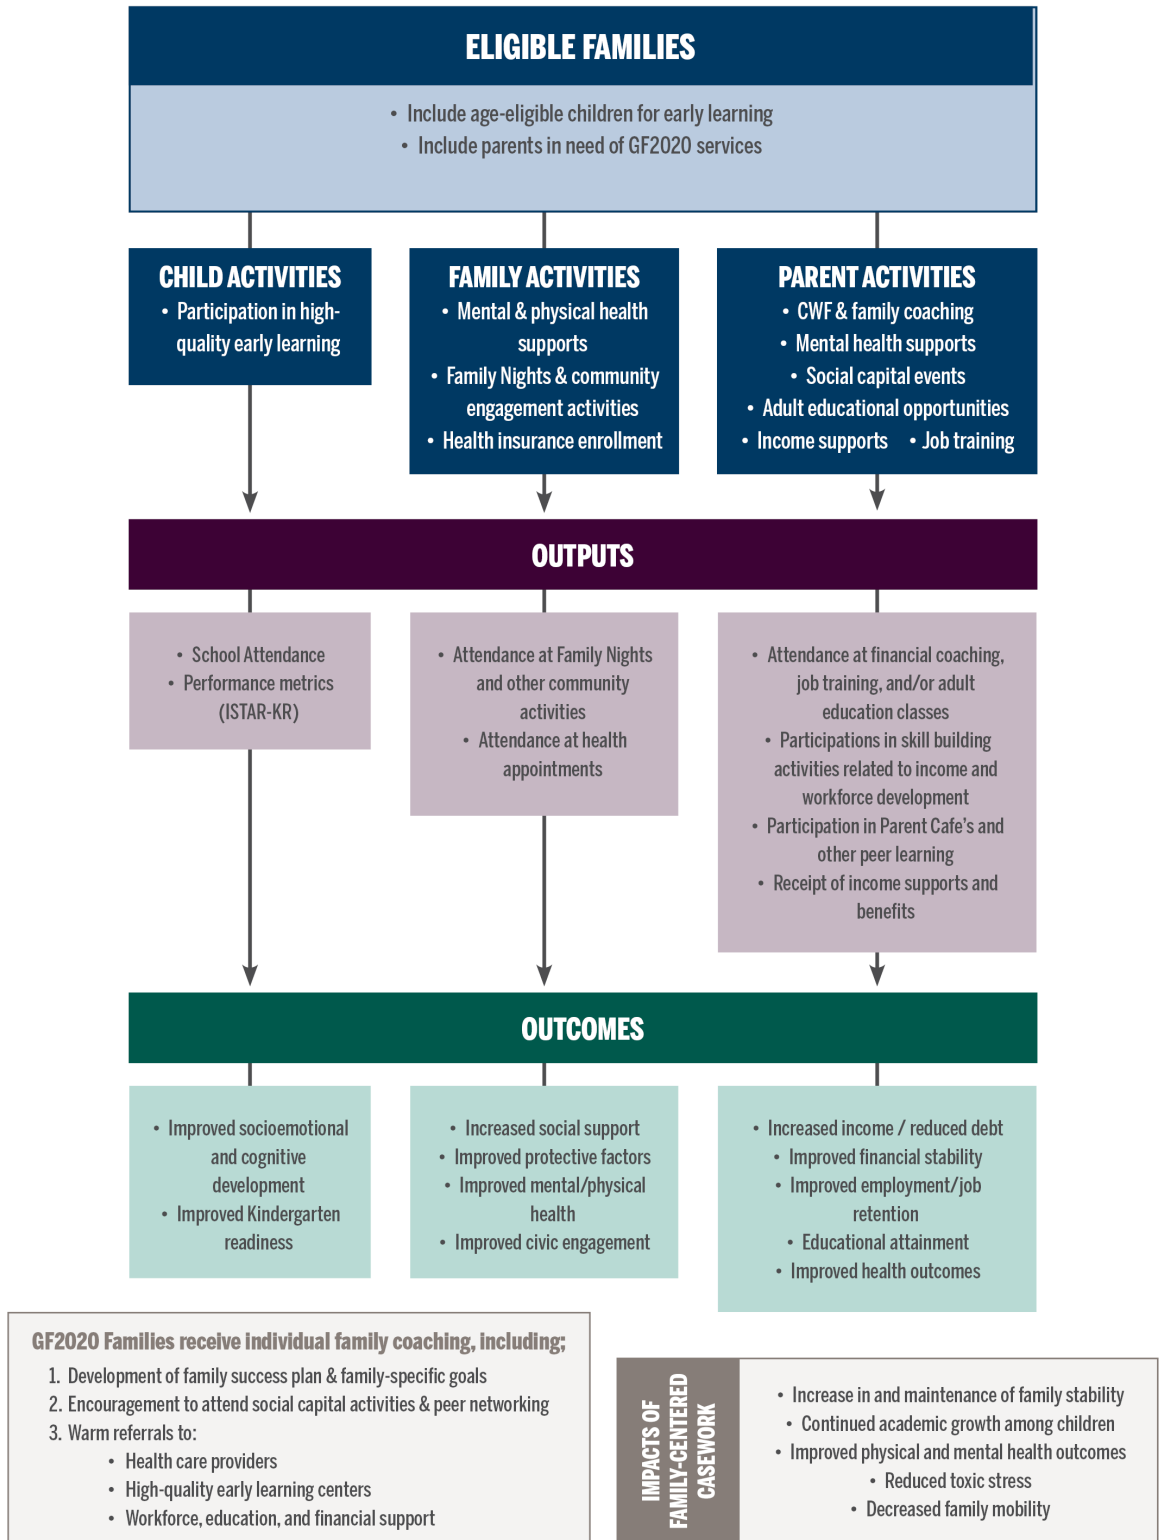 ELIGIBLE FAMILIES
• Include age-eligible children for early learning
• Include parents in need of GF2020 services
CHILD ACTIVITIES
• Participation in high-
quality early learning
FAMILY ACTIVITIES
• Mental & physical health
supports
• Family Nights & community
engagement activities
• Health insurance enrollment
PARENT ACTIVITIES
• CWF & family coaching
• Mental health supports
• Social capital events
• Adult educational opportunities
• Income supports • Job training
OUTPUTS
• School Attendance
• Performance metrics
(ISTAR-KR)
• Attendance at Family Nights
and other community
activities
• Attendance at health
appointments
• Attendance at financial coaching,
job training, and/or adult
education classes
• Participations in skill building
activities related to income and
workforce development
• Participation in Parent Cafe's and
other peer learning
• Receipt of income supports and
benefits
OUTCOMES
• Improved socioemotional
and cognitive
development
• Improved Kindergarten
readiness
• Increased social support
• Improved protective factors
• Improved mental/physical
health
• Improved civic engagement
• Increased income / reduced debt
• Improved financial stability
• Improved employment/job
retention
• Educational attainment
• Improved health outcomes
GF2020 Families receive individual family coaching, including;
1. Development of family success plan & family-specific goals
2. Encouragement to attend social capital activities & peer networking
3. Warm referrals to:
• Health care providers
• High-quality early learning centers
• Workforce, education, and financial support
IMPACTS OF
FAMILY-CENTERED
CASEWORK
• Increase in and maintenance of family stability
• Continued academic growth among children
• Improved physical and mental health outcomes
• Reduced toxic stress
• Decreased family mobility